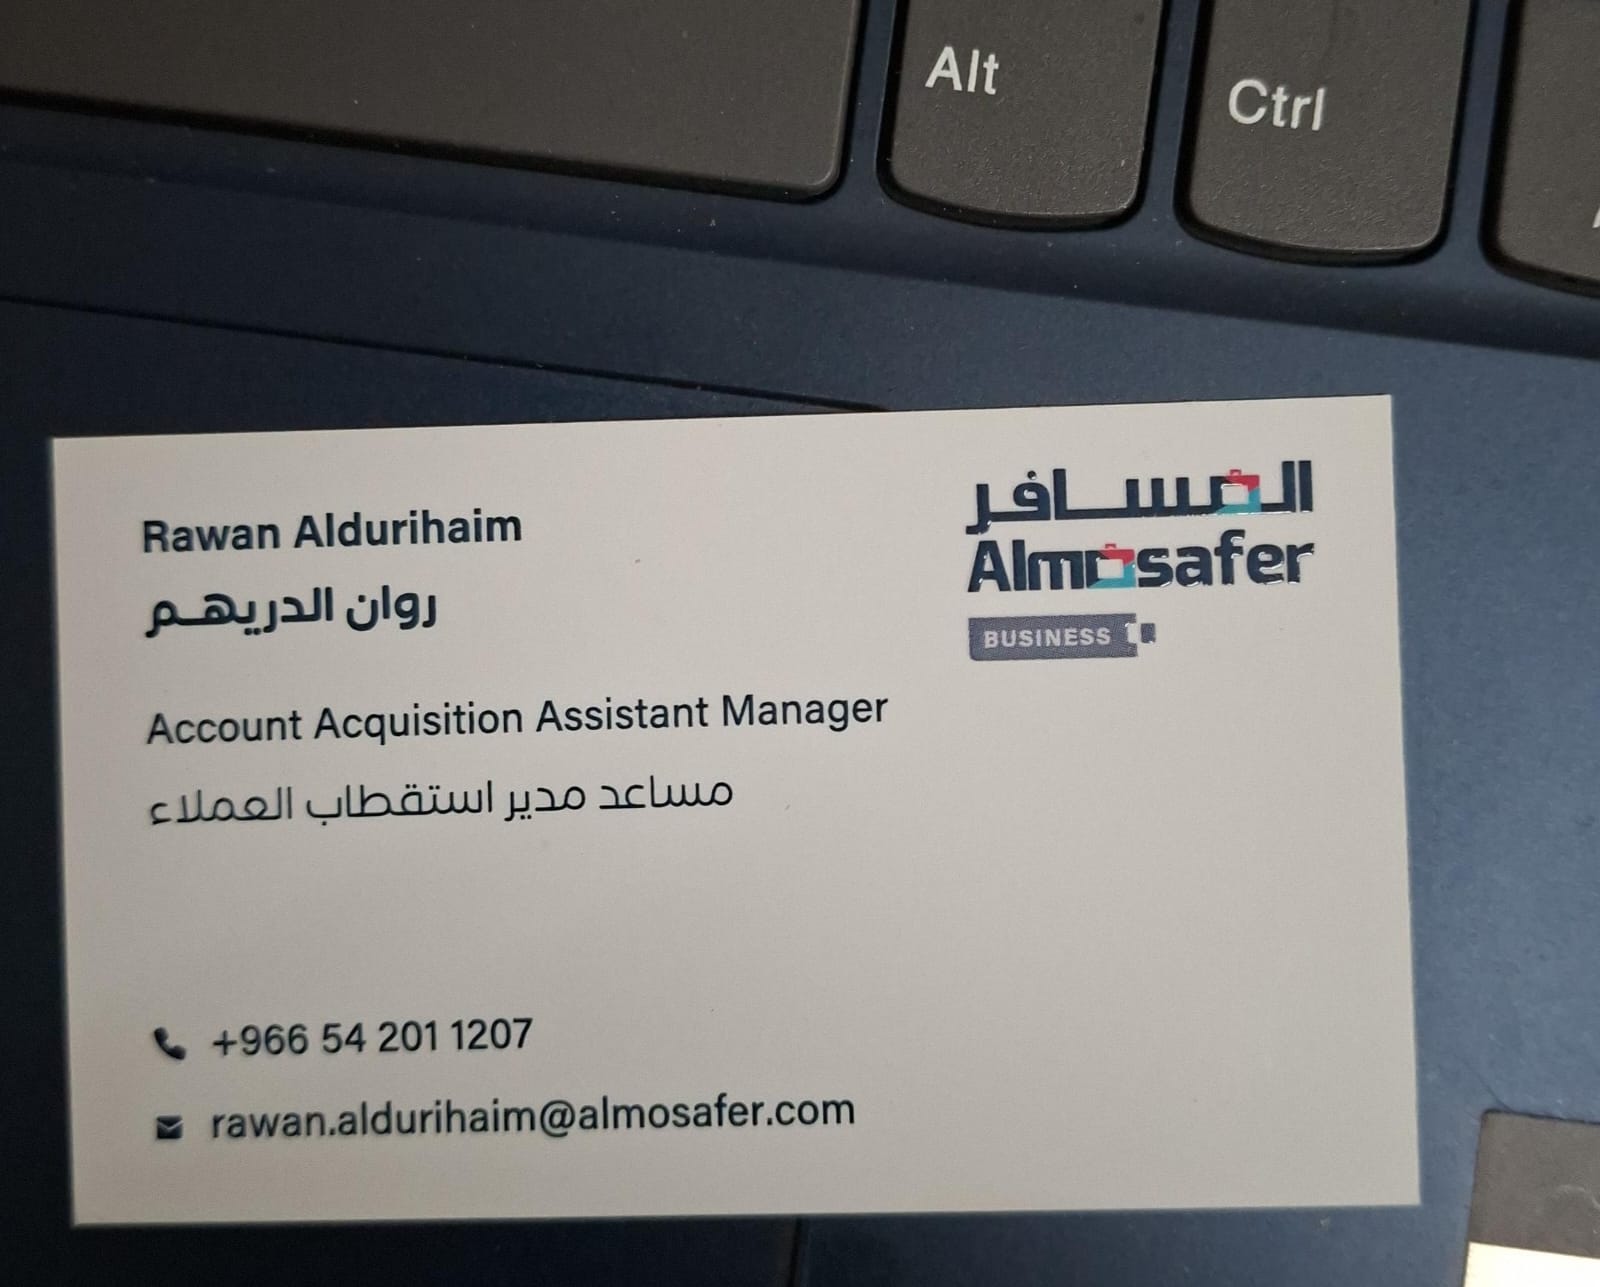 Alt
Ctrl
المسافر
Almosafer
BUSINESS
Rawan Aldurihaim
روان الدريهم
Account Acquisition Assistant Manager
مساعد مدير استقطاب العملاء
+966 54 201 1207
rawan.aldurihaim@almosafer.com